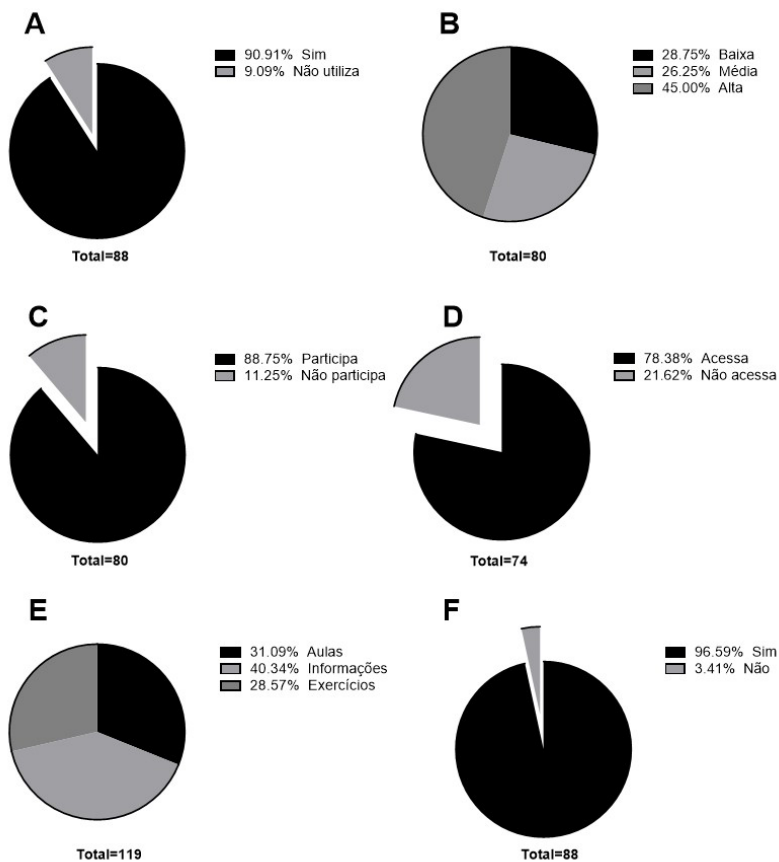 A
90.91% Sim
9.09% Não utiliza
Total=88
B
28.75% Baixa
26.25% Média
45.00% Alta
Total=80
C
88.75% Participa
11.25% Não participa
Total=80
D
78.38% Acessa
21.62% Não acessa
Total=74
E
31.09% Aulas
40.34% Informações
28.57% Exercícios
Total=119
F
96.59% Sim
3.41% Não
Total=88